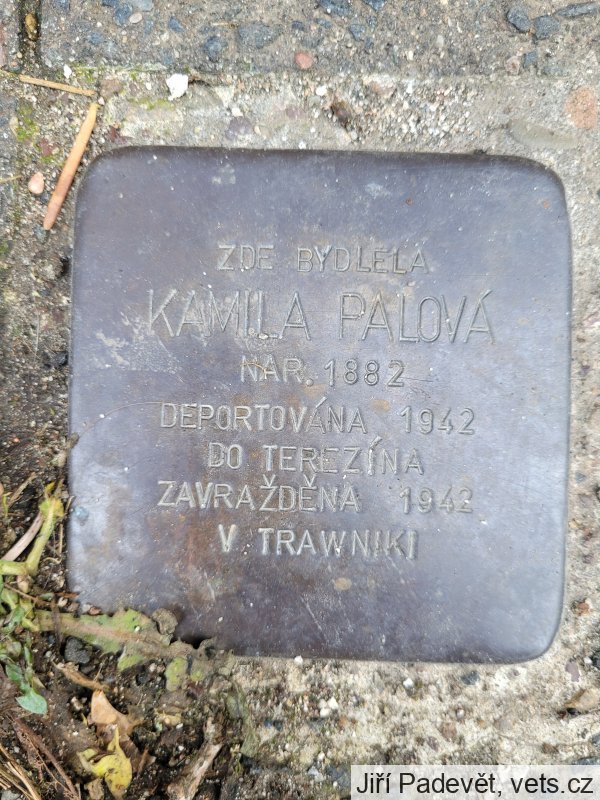 ZDE BYDLELA
KAMILA PALOVÁ
NAR. 1882
DEPORTOVÁNA 1942
DO TEREZÍNA
ZAVRAŽDĚNA 1942
V TRAWNIKI
Jiří Padevět, vets.cz